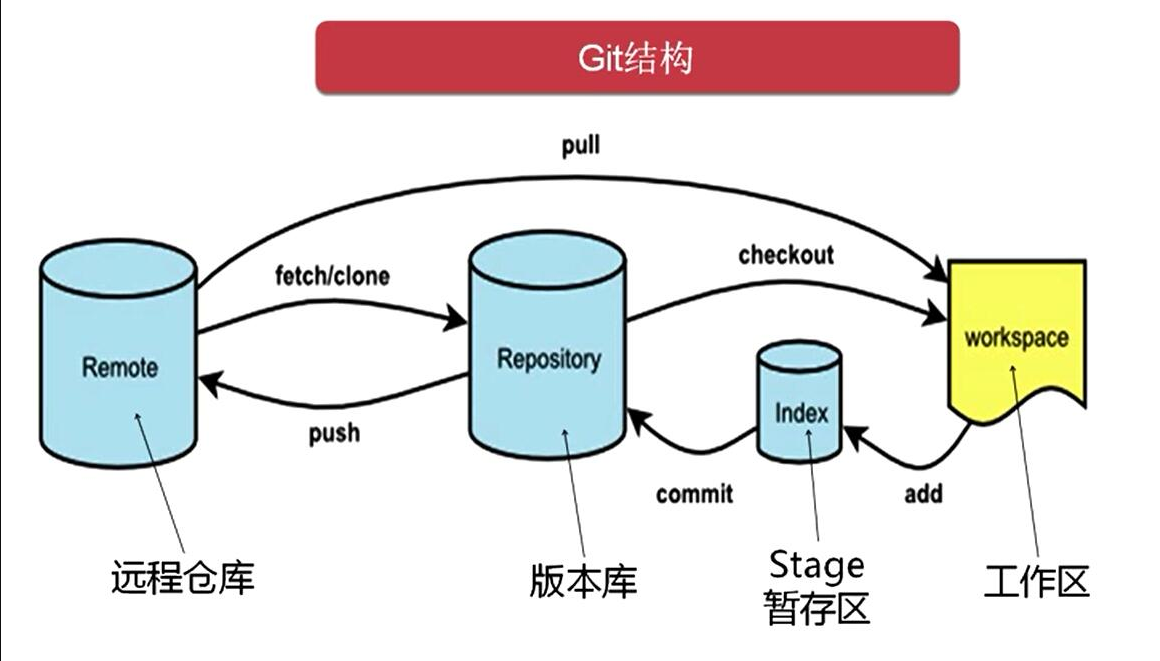 Git结构
pull
fetch/clone
checkout
Remote
Repository
workspace
Index
push
commit
add
远程仓库
版本库
Stage
暂存区
工作区